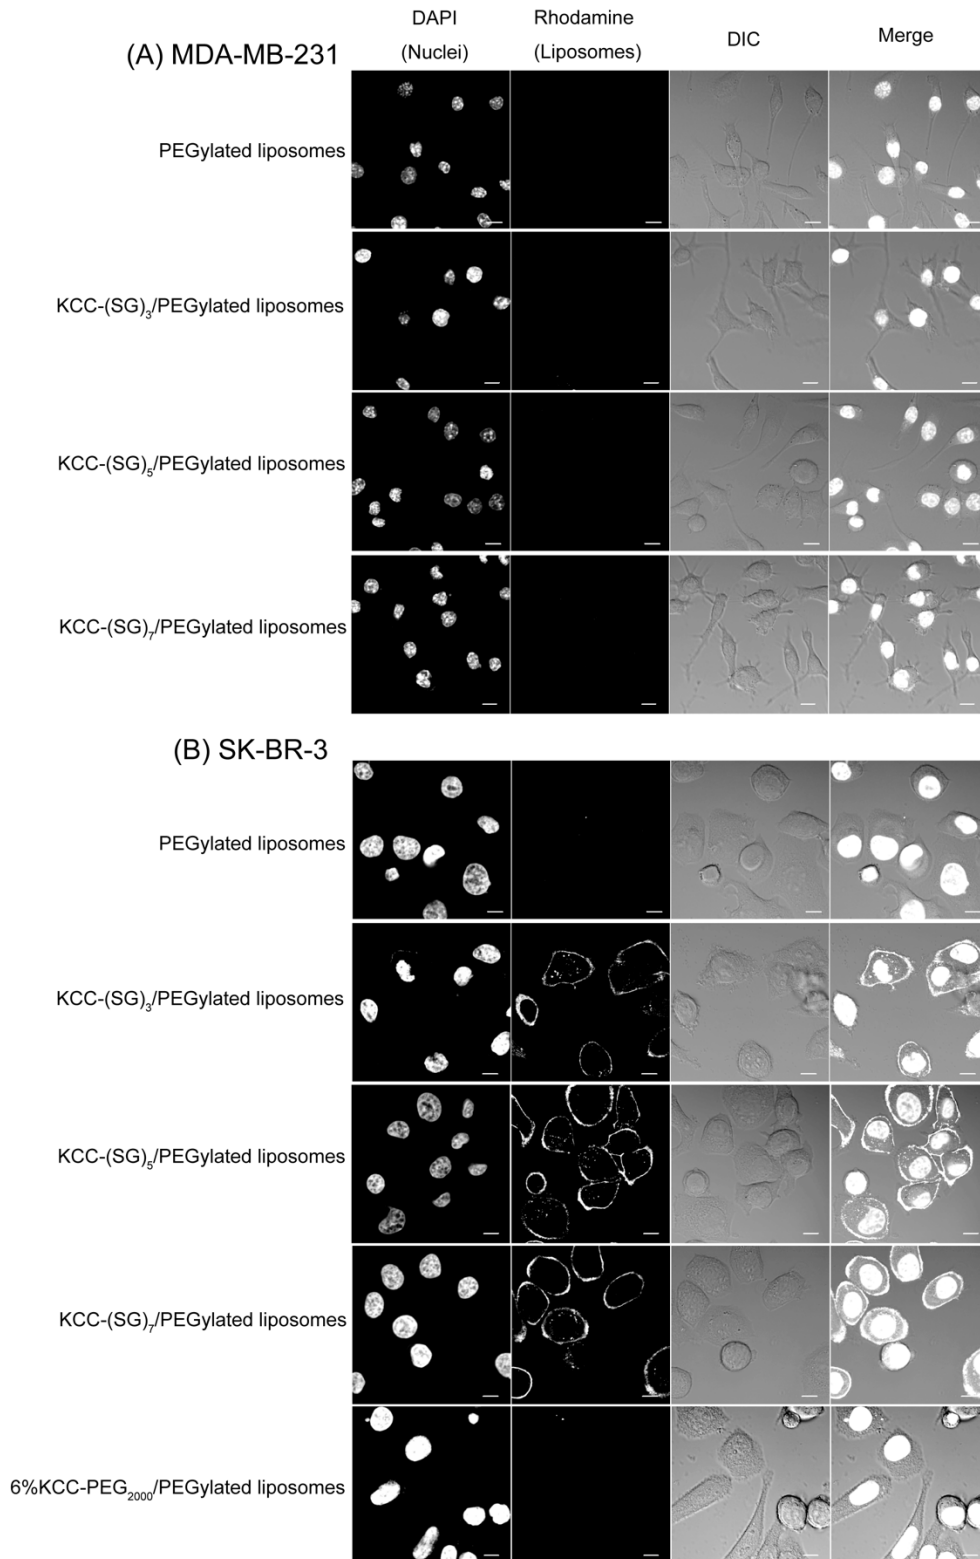 DAPI
(Nuclei)
Rhodamine
(Liposomes)
DIC
Merge
(A) MDA-MB-231
PEGylated liposomes
KCC-(SG)₃/PEGylated liposomes
KCC-(SG)₅/PEGylated liposomes
KCC-(SG)₇/PEGylated liposomes
(B) SK-BR-3
PEGylated liposomes
KCC-(SG)₃/PEGylated liposomes
KCC-(SG)₅/PEGylated liposomes
KCC-(SG)₇/PEGylated liposomes
6%KCC-PEG₂₀₀₀/PEGylated liposomes